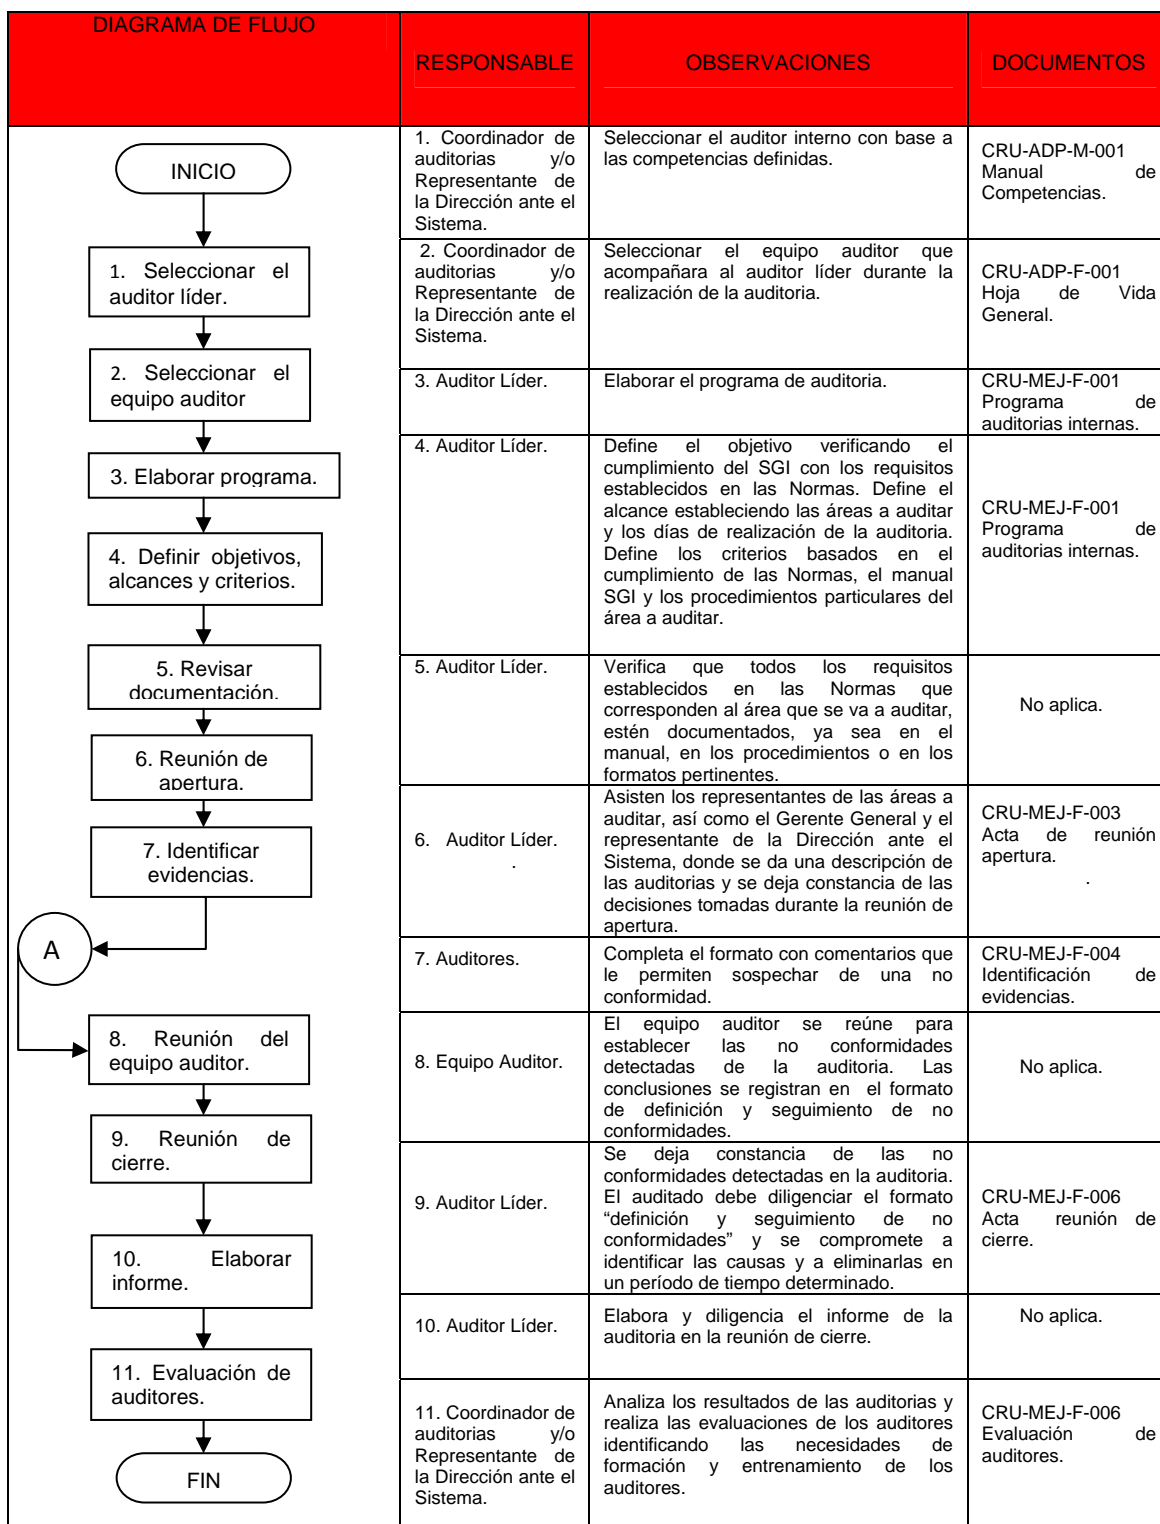 DIAGRAMA DE FLUJO
RESPONSABLE
OBSERVACIONES
DOCUMENTOS
INICIO
1. Seleccionar el
auditor líder.
2. Seleccionar el
equipo auditor
3. Elaborar programa.
4. Definir objetivos,
alcances y criterios.
5. Revisar
documentación.
6. Reunión de
apertura.
7. Identificar
evidencias.
A
8. Reunión del
equipo auditor.
9. Reunión de
cierre.
10. Elaborar
informe.
11. Evaluación de
auditores.
FIN
1. Coordinador de
auditorias y/o
Representante de
la Dirección ante el
Sistema.
Seleccionar el auditor interno con base a
las competencias definidas.
CRU-ADP-M-001
Manual de
Competencias.
2. Coordinador de
auditorias y/o
Representante de
la Dirección ante el
Sistema.
Seleccionar el equipo auditor que
acompañara al auditor líder durante la
realización de la auditoria.
CRU-ADP-F-001
Hoja de Vida
General.
3. Auditor Líder.
Elaborar el programa de auditoria.
CRU-MEJ-F-001
Programa de
auditorias internas.
4. Auditor Líder.
Define el objetivo verificando el
cumplimiento del SGI con los requisitos
establecidos en las Normas. Define el
alcance estableciendo las áreas a auditar
y los días de realización de la auditoria.
Define los criterios basados en el
cumplimiento de las Normas, el manual
SGI y los procedimientos particulares del
área a auditar.
CRU-MEJ-F-001
Programa de
auditorias internas.
5. Auditor Líder.
Verifica que todos los requisitos
establecidos en las Normas que
corresponden al área que se va a auditar,
estén documentados, ya sea en el
manual, en los procedimientos o en los
formatos pertinentes.
No aplica.
6. Auditor Líder.
.
Asisten los representantes de las áreas a
auditar, así como el Gerente General y el
representante de la Dirección ante el
Sistema, donde se da una descripción de
las auditorias y se deja constancia de las
decisiones tomadas durante la reunión de
apertura.
CRU-MEJ-F-003
Acta de reunión
apertura.
.
7. Auditores.
Completa el formato con comentarios que
le permiten sospechar de una no
conformidad.
CRU-MEJ-F-004
Identificación de
evidencias.
8. Equipo Auditor.
El equipo auditor se reúne para
establecer las no conformidades
detectadas de la auditoria. Las
conclusiones se registran en el formato
de definición y seguimiento de no
conformidades.
No aplica.
9. Auditor Líder.
Se deja constancia de las no
conformidades detectadas en la auditoria.
El auditado debe diligenciar el formato
“definición y seguimiento de no
conformidades” y se compromete a
identificar las causas y a eliminarlas en
un período de tiempo determinado.
CRU-MEJ-F-006
Acta reunión de
cierre.
10. Auditor Líder.
Elabora y diligencia el informe de la
auditoria en la reunión de cierre.
No aplica.
11. Coordinador de
auditorias y/o
Representante de
la Dirección ante el
Sistema.
Analiza los resultados de las auditorias y
realiza las evaluaciones de los auditores
identificando las necesidades de
formación y entrenamiento de los
auditores.
CRU-MEJ-F-006
Evaluación de
auditores.